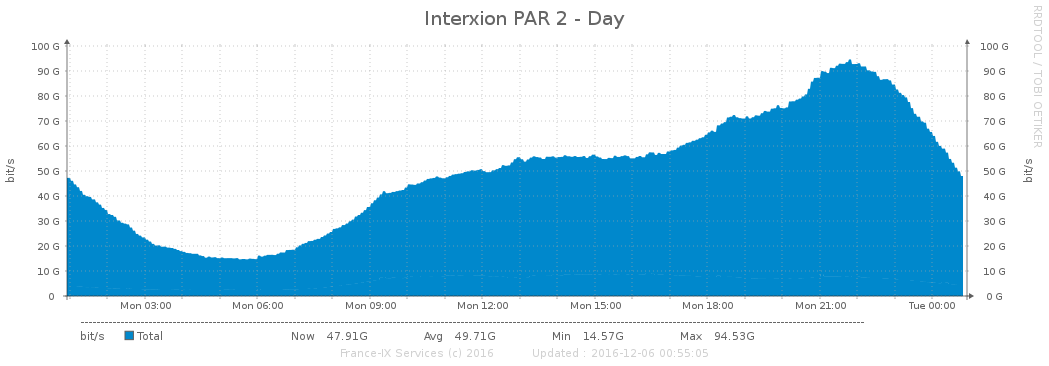 Interxion PAR 2 - Day
RRDTOOL / TOBI OETIKER
100 G 100 G
90 G 90 G
80 G 80 G
70 G 70 G
60 G 60 G
50 G 50 G
40 G 40 G
30 G 30 G
20 G 20 G
10 G 10 G
0 0 G
bit/s bit/s
Mon 03:00 Mon 06:00 Mon 09:00 Mon 12:00 Mon 15:00 Mon 18:00 Mon 21:00 Tue 00:00
bit/s Total Now 47.91G Avg 49.71G Min 14.57G Max 94.53G
France-IX Services (c) 2016 Updated : 2016-12-06 00:55:05